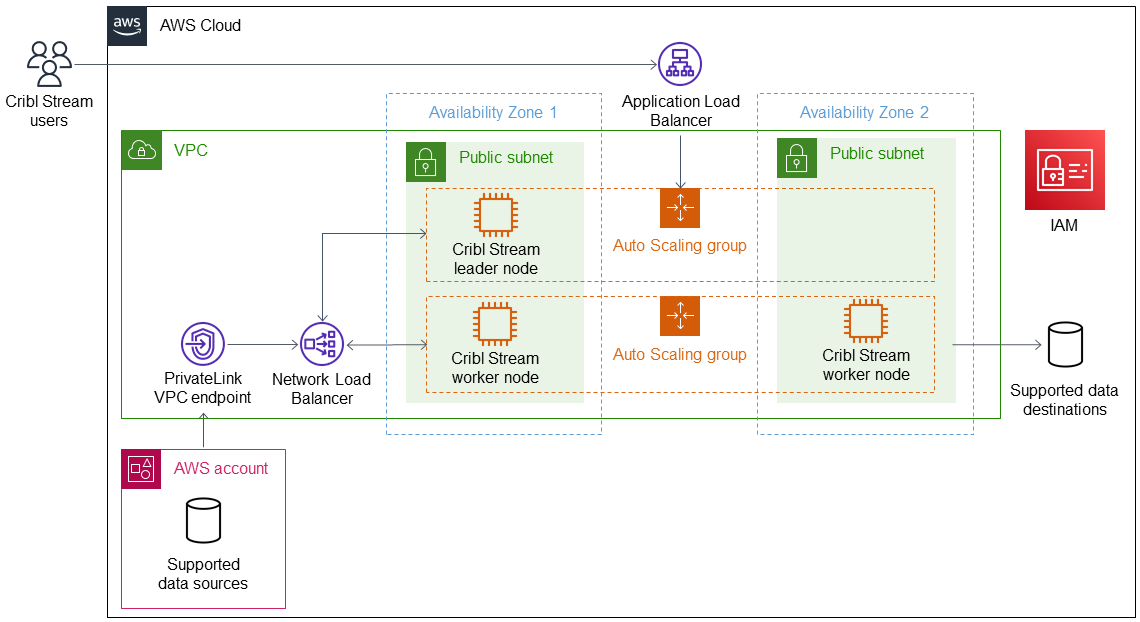 aws
AWS Cloud
Cribl Stream
users
Application Load
Balancer
Availability Zone 1
Availability Zone 2
VPC
Public subnet
Public subnet
IAM
Cribl Stream
leader node
Auto Scaling group
Cribl Stream
worker node
Auto Scaling group
Cribl Stream
worker node
PrivateLink
VPC endpoint
Network Load
Balancer
Supported data
destinations
AWS account
Supported
data sources